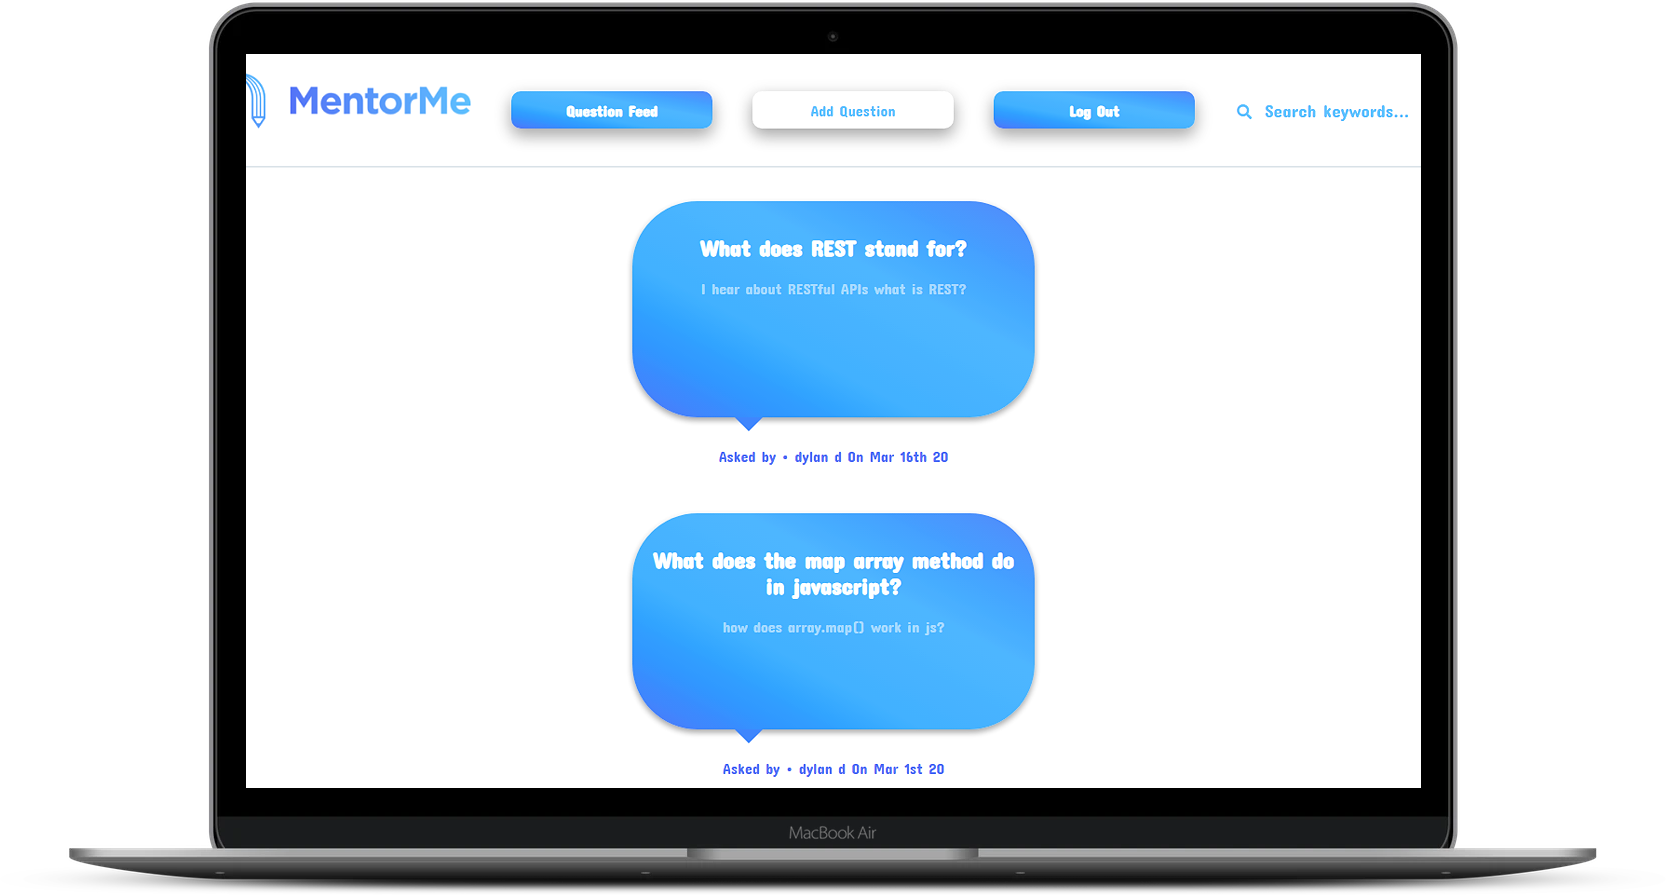 MentorMe
Question Feed
Add Question
Log Out
Search keywords...
What does REST stand for?
I hear about RESTful APIs what is REST?
Asked by • dylan d On Mar 16th 20
What does the map array method do
in javascript?
how does array.map() work in js?
Asked by • dylan d On Mar 1st 20
MacBook Air